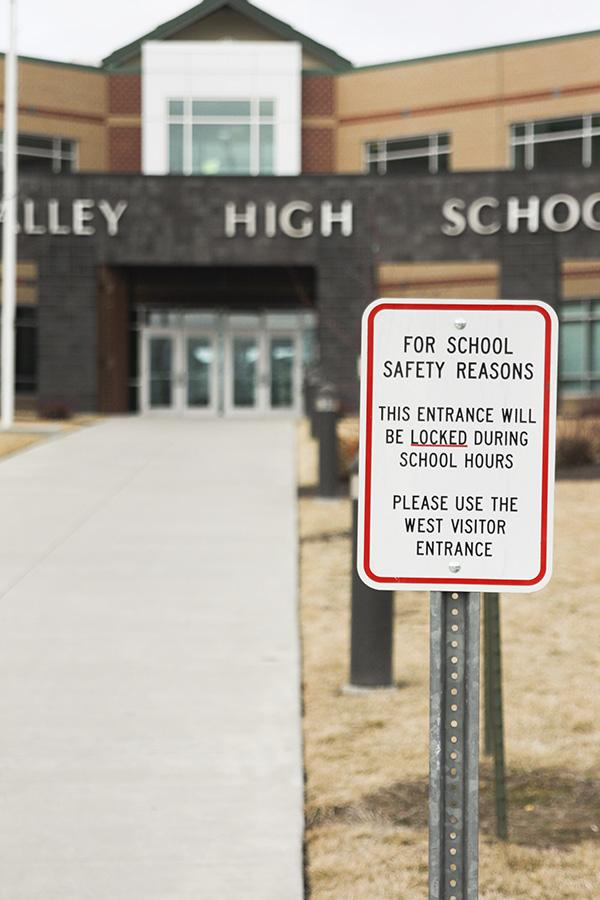 ALLEY HIGH SCHOO
FOR SCHOOL
SAFETY REASONS
THIS ENTRANCE WILL
BE LOCKED DURING
SCHOOL HOURS
PLEASE USE THE
WEST VISITOR
ENTRANCE